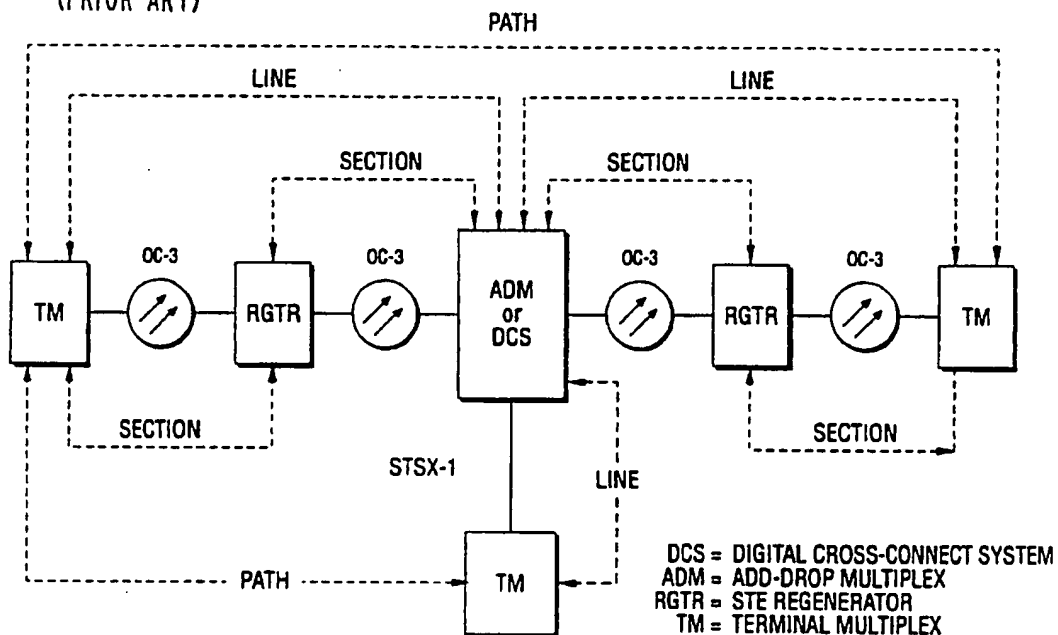 (PRIOR ART)
PATH
LINE
LINE
SECTION
SECTION
OC-3
OC-3
OC-3
OC-3
TM
RGTR
ADM
or
DCS
RGTR
TM
SECTION
SECTION
STSX-1
LINE
PATH
TM
DCS = DIGITAL CROSS-CONNECT SYSTEM
ADM = ADD-DROP MULTIPLEX
RGTR = STE REGENERATOR
TM = TERMINAL MULTIPLEX